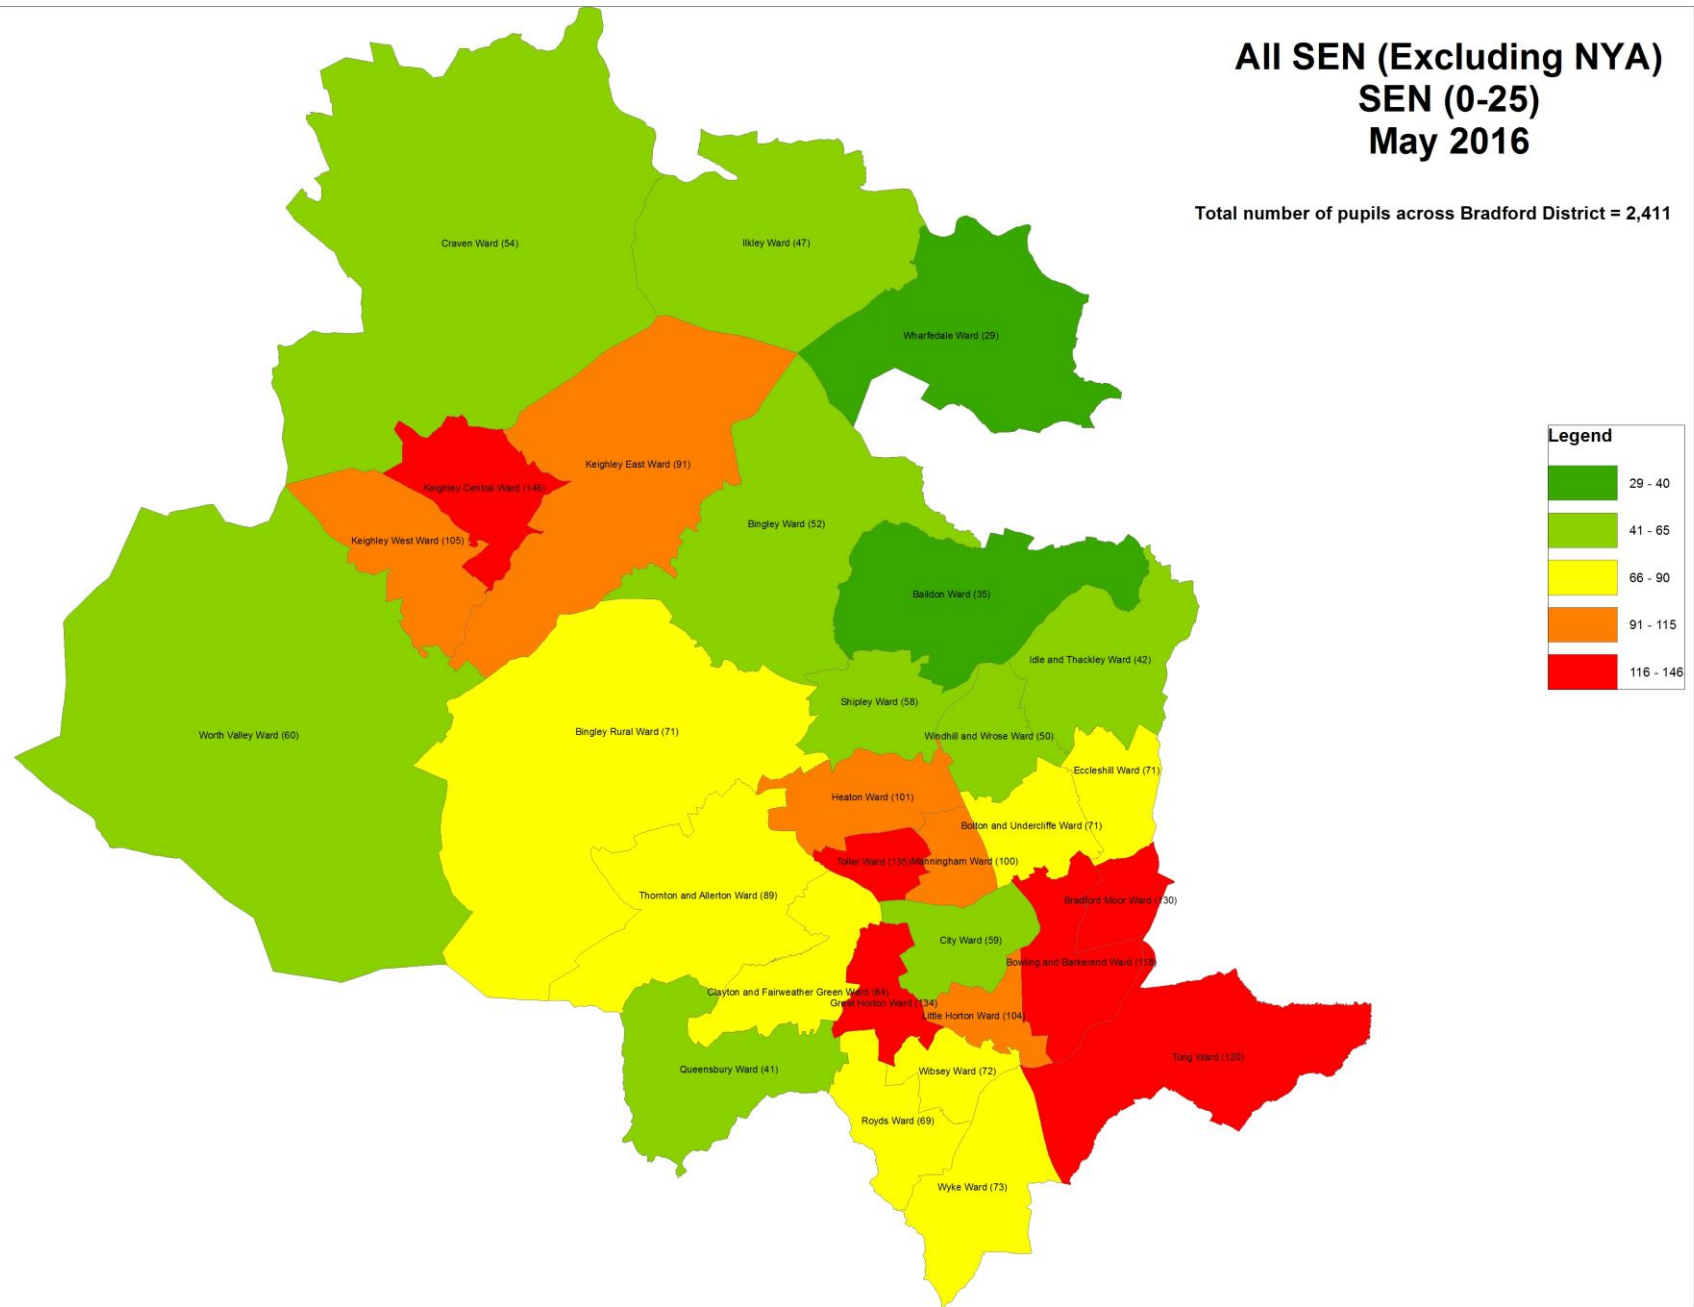 All SEN (Excluding NYA)
SEN (0-25)
May 2016
Total number of pupils across Bradford District = 2,411
Craven Ward (54)
Ilkley Ward (47)
Wharfedale Ward (29)
Keighley East Ward (91)
Keighley Central Ward (146)
Bingley Ward (52)
Keighley West Ward (105)
Baildon Ward (35)
Idle and Thackley Ward (42)
Shipley Ward (58)
Bingley Rural Ward (71)
Worth Valley Ward (60)
Windhill and Wrose Ward (50)
Eccleshill Ward (71)
Heaton Ward (101)
Bolton and Undercliffe Ward (71)
Toller Ward (135)
Manningham Ward (100)
Thornton and Allerton Ward (89)
Bradford Moor Ward (130)
City Ward (59)
Bowling and Barkerend Ward (118)
Clayton and Fairweather Green Ward (84)
Great Horton Ward (134)
Little Horton Ward (104)
Tong Ward (120)
Queensbury Ward (41)
Wibsey Ward (72)
Royds Ward (69)
Wyke Ward (73)
Legend
29 - 40
41 - 65
66 - 90
91 - 115
116 - 146